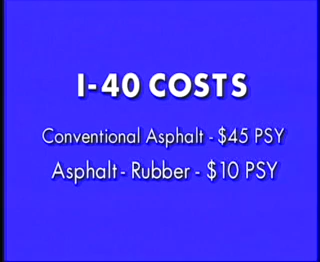 I-40 COSTS
Conventional Asphalt - $45 PSY
Asphalt - Rubber - $10 PSY